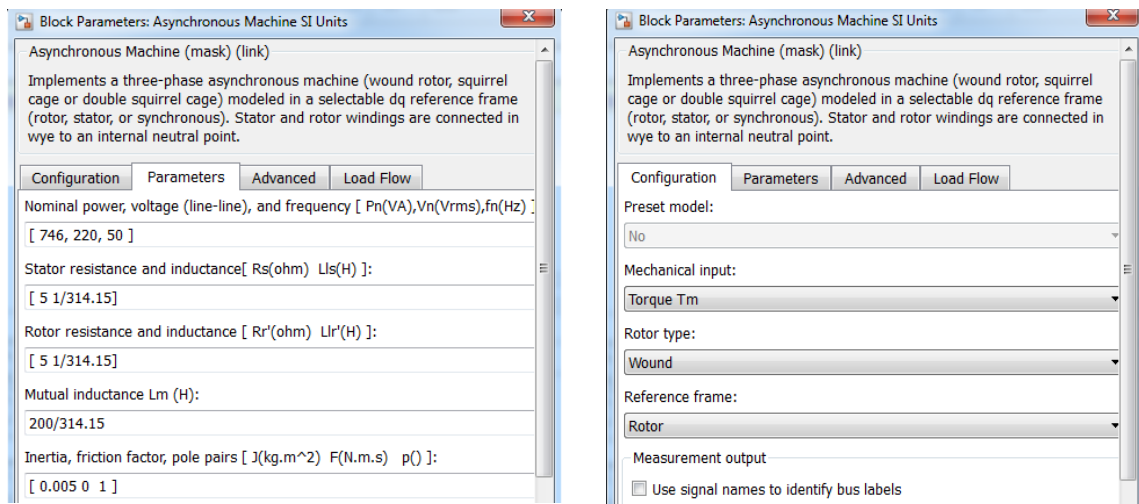 Block Parameters: Asynchronous Machine SI Units
Asynchronous Machine (mask) (link)
Implements a three-phase asynchronous machine (wound rotor, squirrel
cage or double squirrel cage) modeled in a selectable dq reference frame
(rotor, stator, or synchronous). Stator and rotor windings are connected in
wye to an internal neutral point.
Configuration Parameters Advanced Load Flow
Nominal power, voltage (line-line), and frequency [ Pn(VA),Vn(Vrms),fn(Hz) ]
[ 746, 220, 50 ]
Stator resistance and inductance[ Rs(ohm) Lls(H) ]:
[ 5 1/314.15]
Rotor resistance and inductance [ Rr'(ohm) Llr'(H) ]:
[ 5 1/314.15]
Mutual inductance Lm (H):
200/314.15
Inertia, friction factor, pole pairs [ J(kg.m^2) F(N.m.s) p() ]:
[ 0.005 0 1 ]
Block Parameters: Asynchronous Machine SI Units
Asynchronous Machine (mask) (link)
Implements a three-phase asynchronous machine (wound rotor, squirrel
cage or double squirrel cage) modeled in a selectable dq reference frame
(rotor, stator, or synchronous). Stator and rotor windings are connected in
wye to an internal neutral point.
Configuration Parameters Advanced Load Flow
Preset model:
No
Mechanical input:
Torque Tm
Rotor type:
Wound
Reference frame:
Rotor
Measurement output
Use signal names to identify bus labels